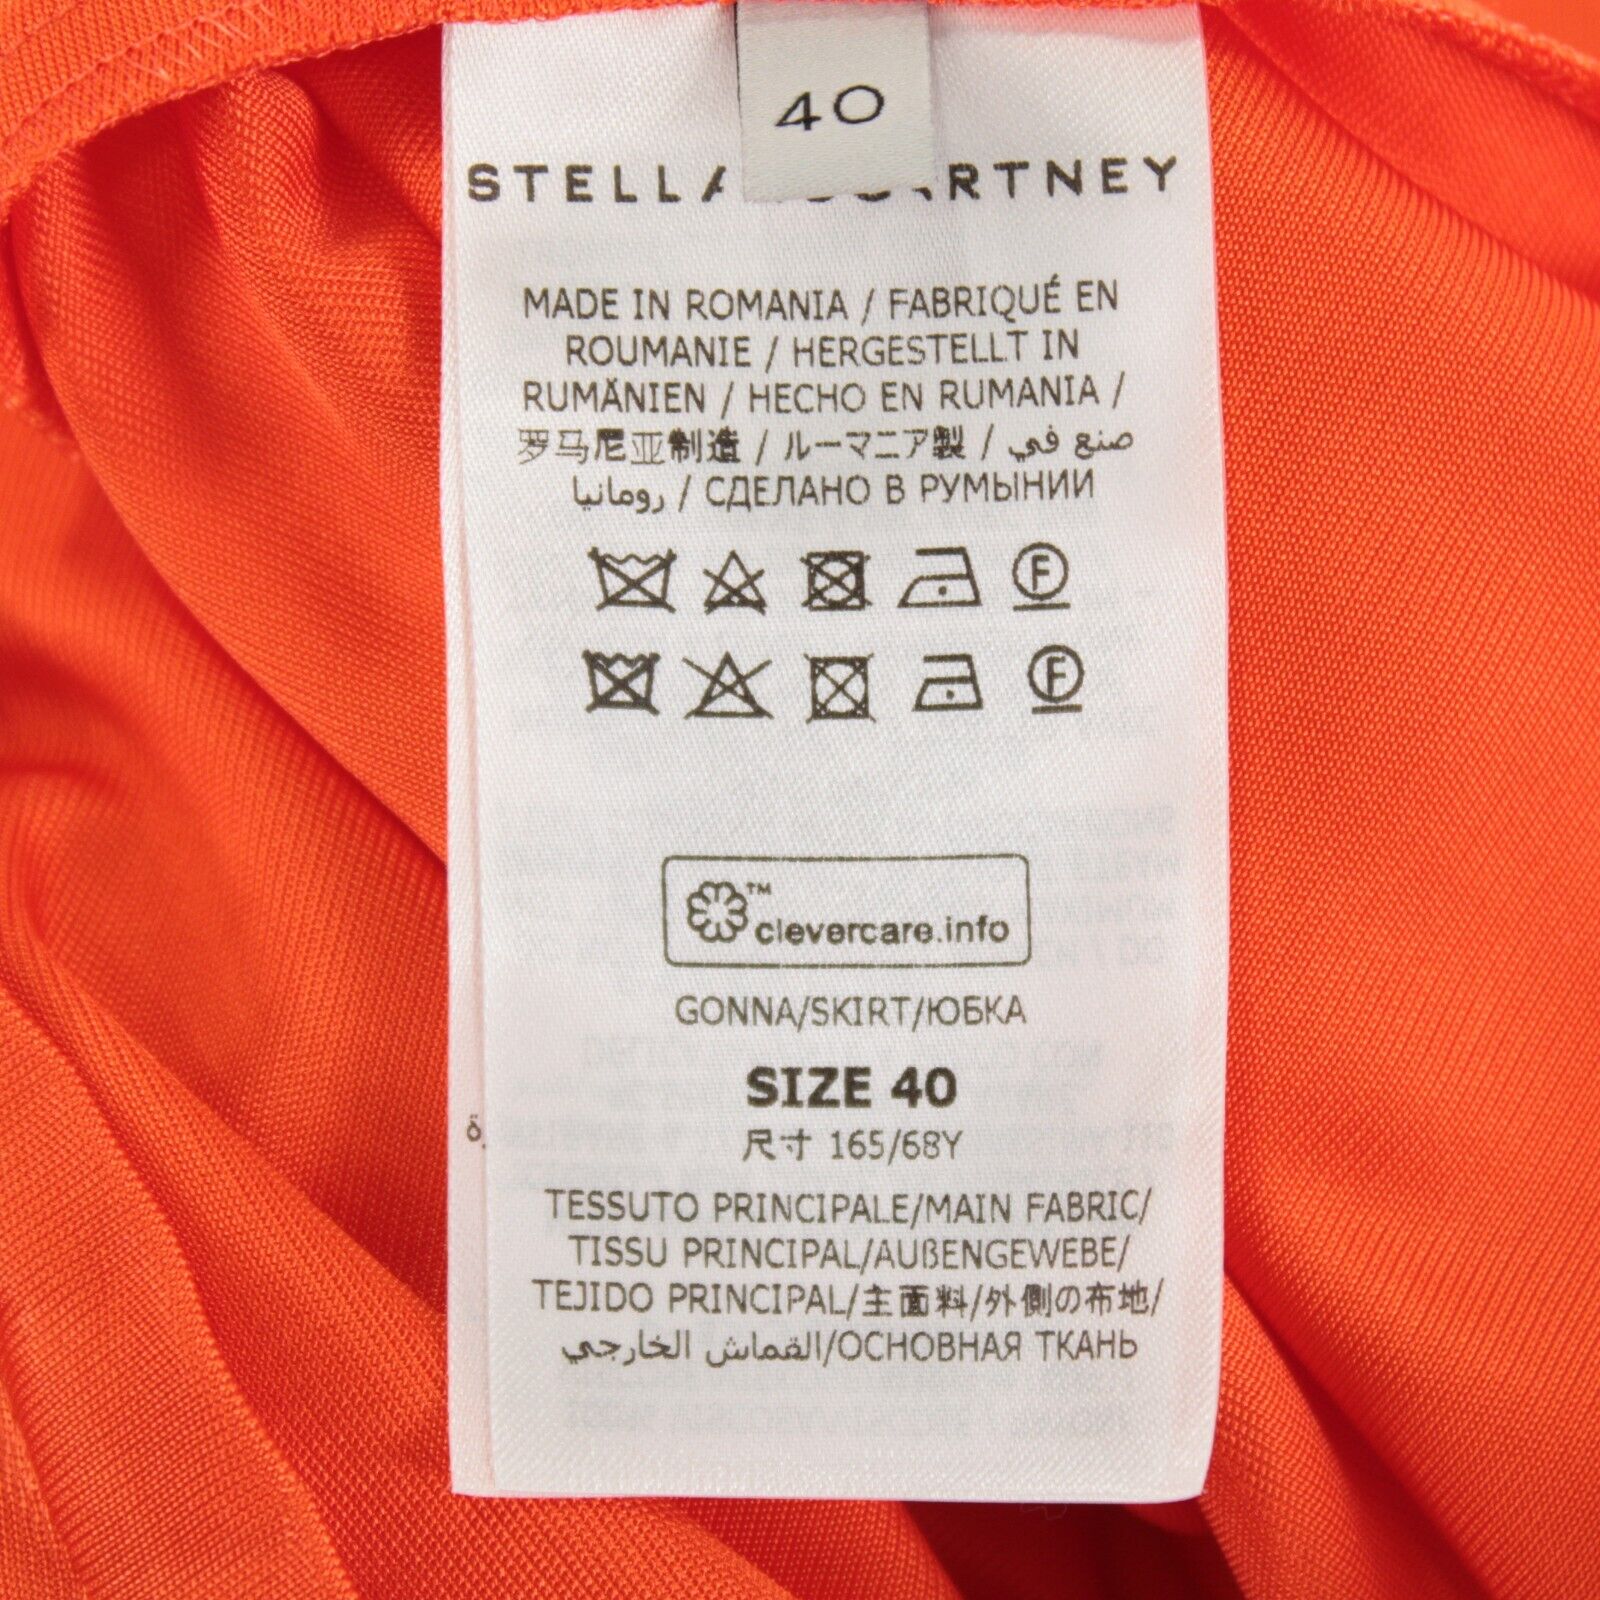 40
STELLA McCARTNEY
MADE IN ROMANIA / FABRIQUÉ EN
ROUMANIE / HERGESTELLT IN
RUMÄNIEN / HECHO EN RUMANIA /
罗马尼亚制造 / ルーマニア製 / صنع في
رومانيا / СДЕЛАНО В РУМЫНИИ
F
F
™
clevercare.info
GONNA/SKIRT/ЮБКА
SIZE 40
尺寸 165/68Y
TESSUTO PRINCIPALE/MAIN FABRIC/
TISSU PRINCIPAL/AUßENGEWEBE/
TEJIDO PRINCIPAL/主面料/外側の布地/
القماش الخارجي/ОСНОВНАЯ ТКАНЬ